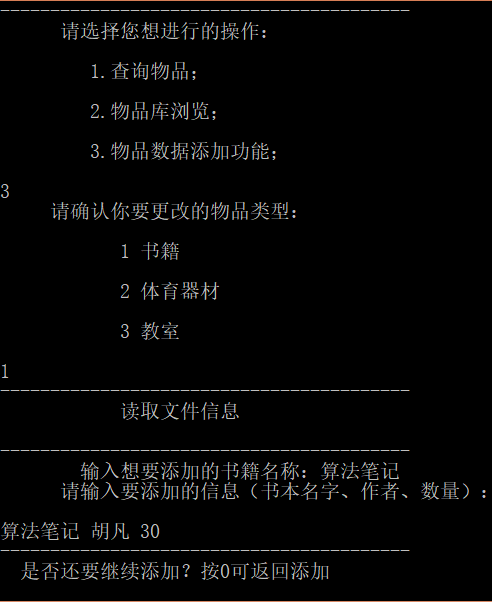 ------------------------------------------
请选择您想进行的操作：
1.查询物品；
2.物品库浏览；
3.物品数据添加功能；
3
请确认你要更改的物品类型：
1 书籍
2 体育器材
3 教室
1
------------------------------------------
读取文件信息
------------------------------------------
输入想要添加的书籍名称：算法笔记
请输入要添加的信息（书本名字、作者、数量）：
算法笔记 胡凡 30
------------------------------------------
是否还要继续添加？按0可返回添加